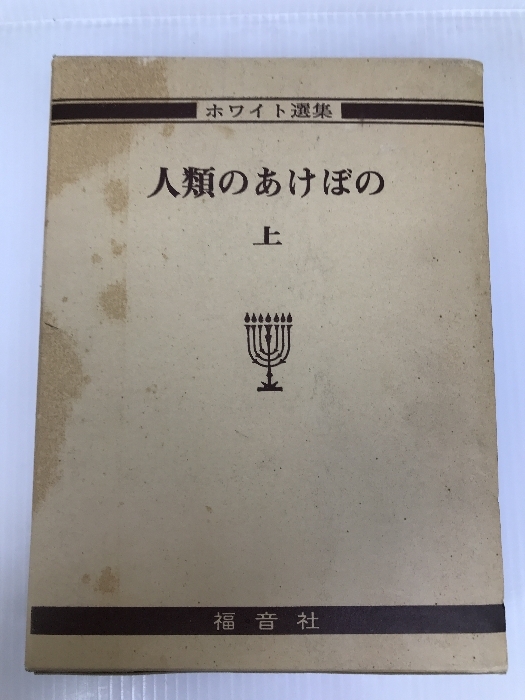 ホワイト選集
人類のあけぼの
上
福音社